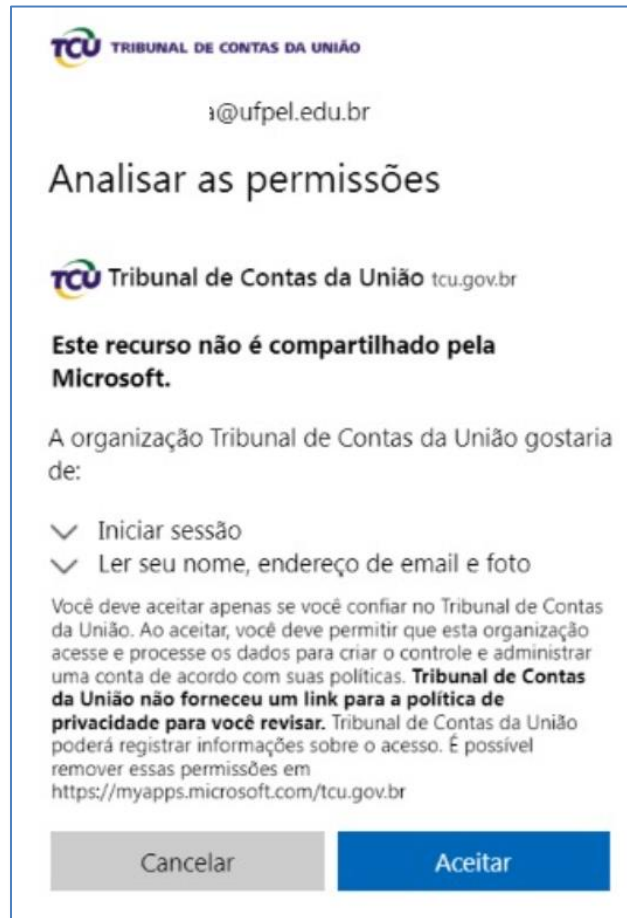 TCU TRIBUNAL DE CONTAS DA UNIÃO
a@ufpel.edu.br
Analisar as permissões
TCU Tribunal de Contas da União tcu.gov.br
Este recurso não é compartilhado pela
Microsoft.
A organização Tribunal de Contas da União gostaria
de:
Iniciar sessão
Ler seu nome, endereço de email e foto
Você deve aceitar apenas se você confiar no Tribunal de Contas
da União. Ao aceitar, você deve permitir que esta organização
acesse e processe os dados para criar o controle e administrar
uma conta de acordo com suas políticas. Tribunal de Contas
da União não forneceu um link para a política de
privacidade para você revisar. Tribunal de Contas da União
poderá registrar informações sobre o acesso. É possível
remover essas permissões em
https://myapps.microsoft.com/tcu.gov.br
Cancelar
Aceitar